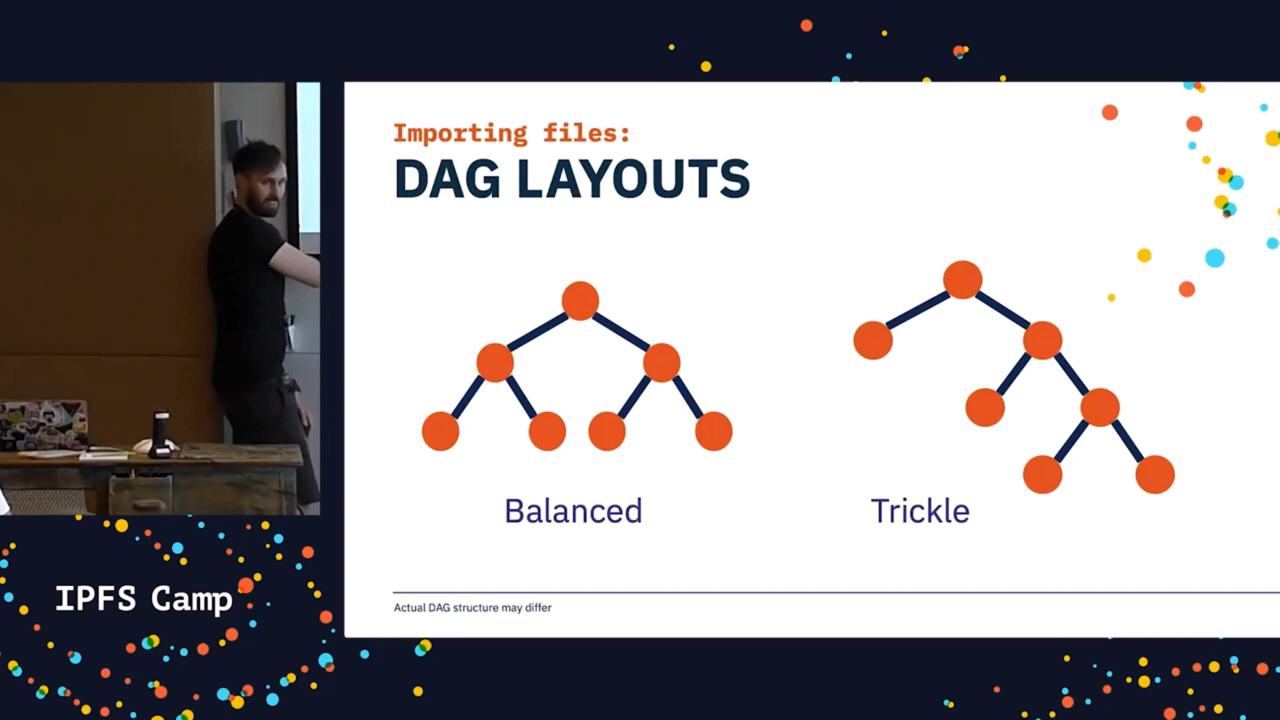 Importing files:
DAG LAYOUTS
Balanced
Trickle
Actual DAG structure may differ
IPFS Camp